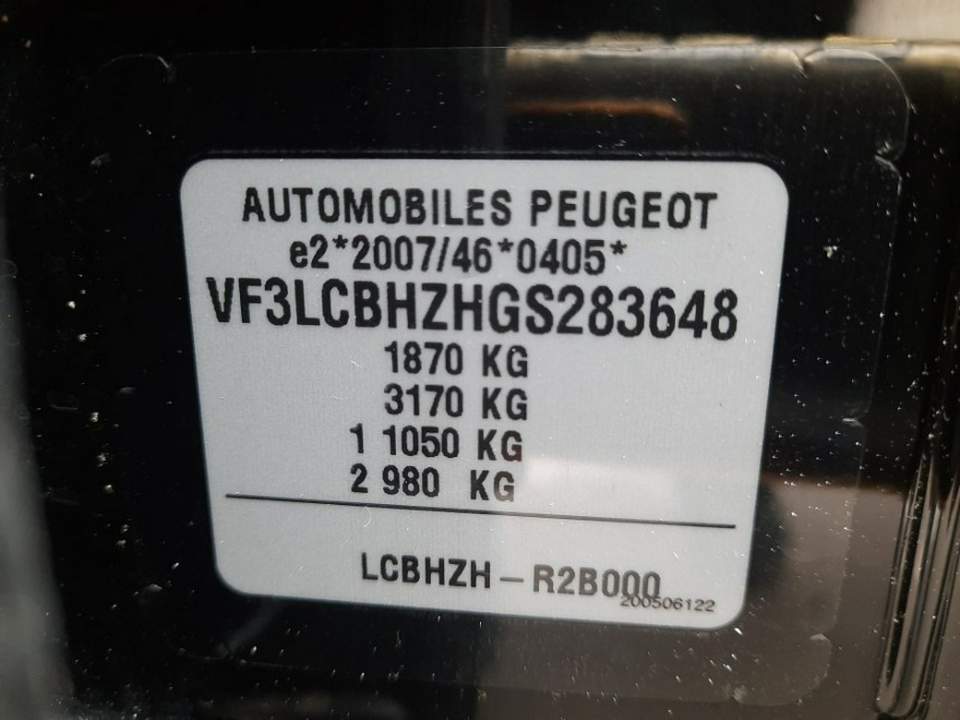 AUTOMOBILES PEUGEOT
e2*2007/46*0405*
VF3LCBHZHGS283648
1870 KG
3170 KG
1 1050 KG
2 980 KG
LCBHZH – R2B000
200506122